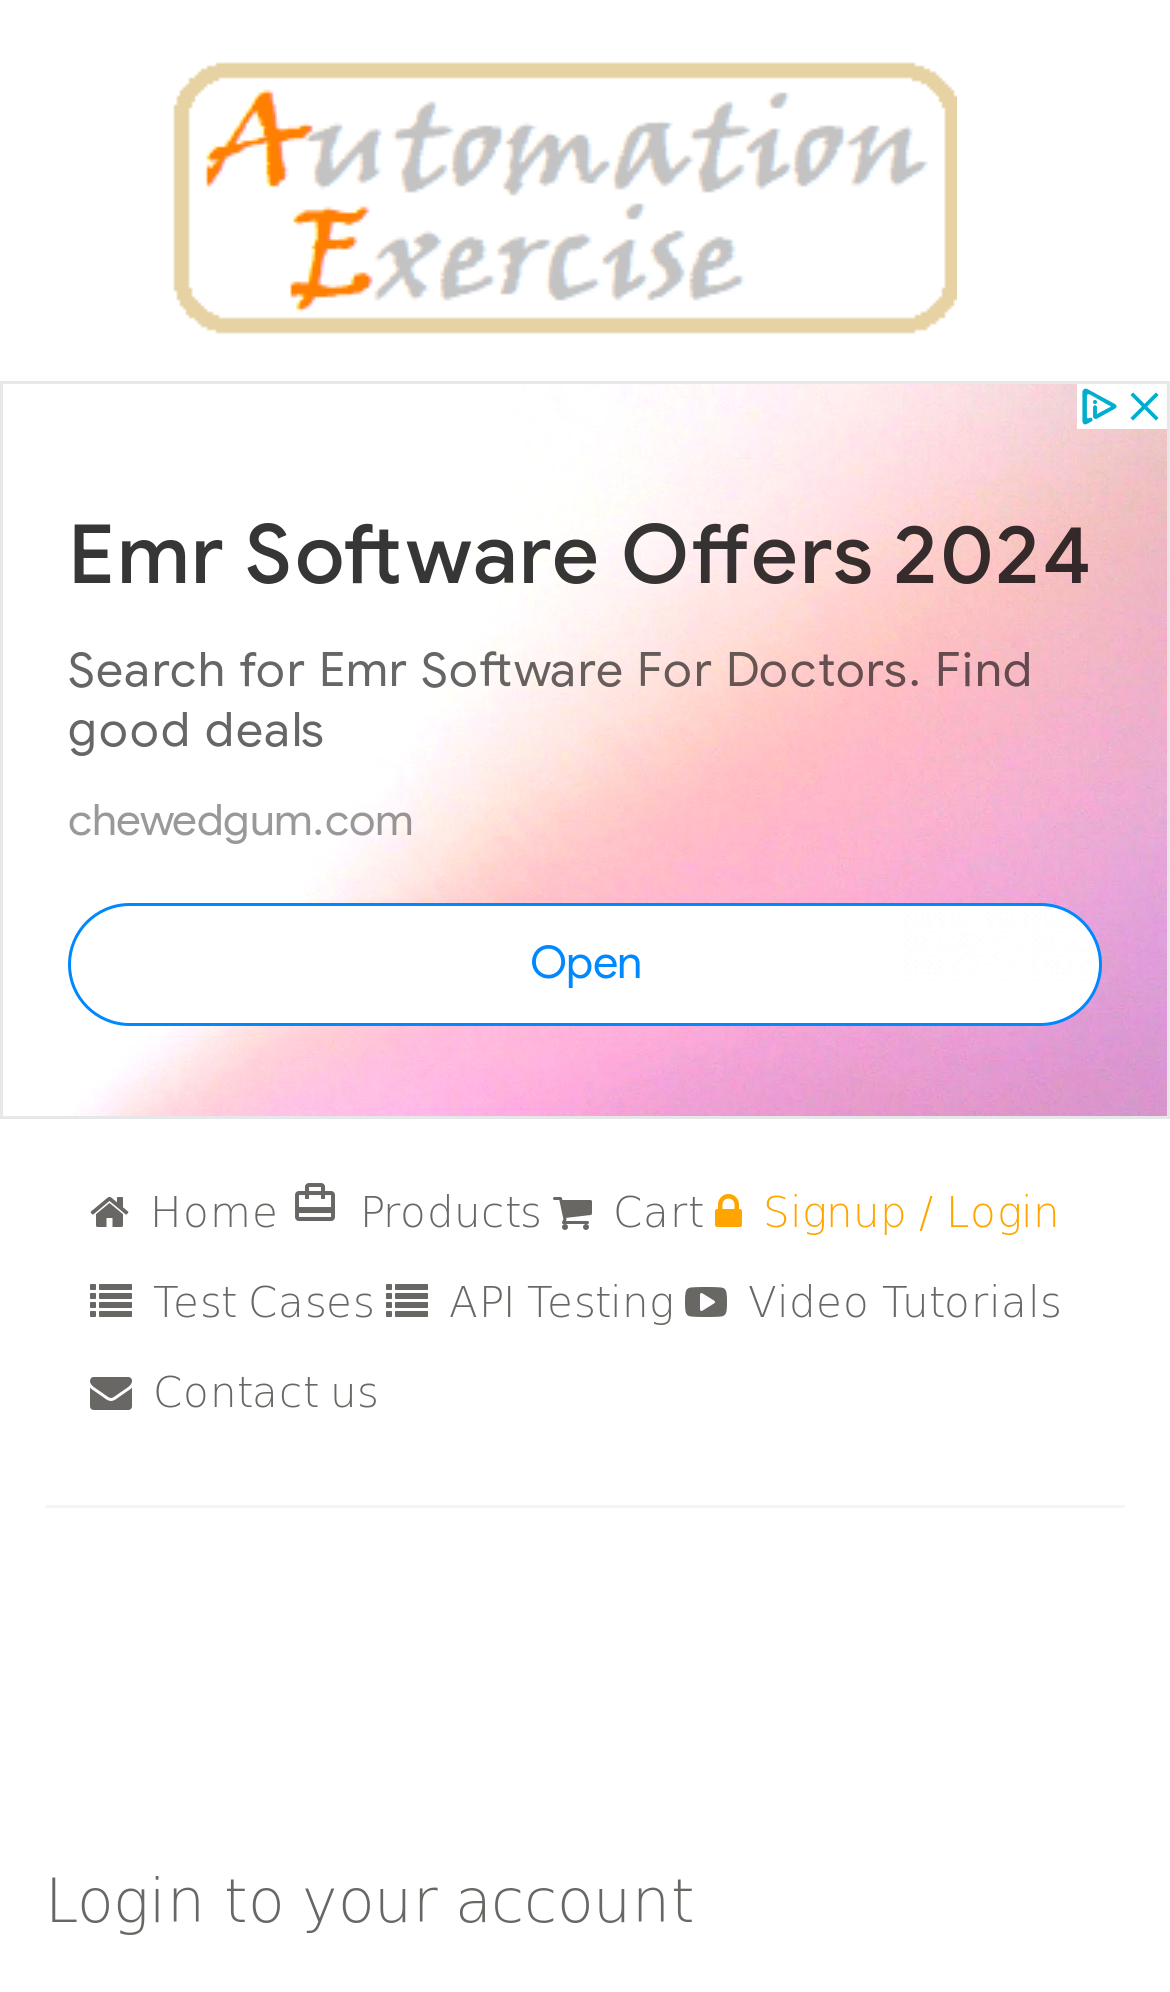 Automation
Exercise
Emr Software Offers 2024
Search for Emr Software For Doctors. Find
good deals
chewedgum.com
Open
Home Products Cart Signup / Login
Test Cases API Testing Video Tutorials
Contact us
Login to your account